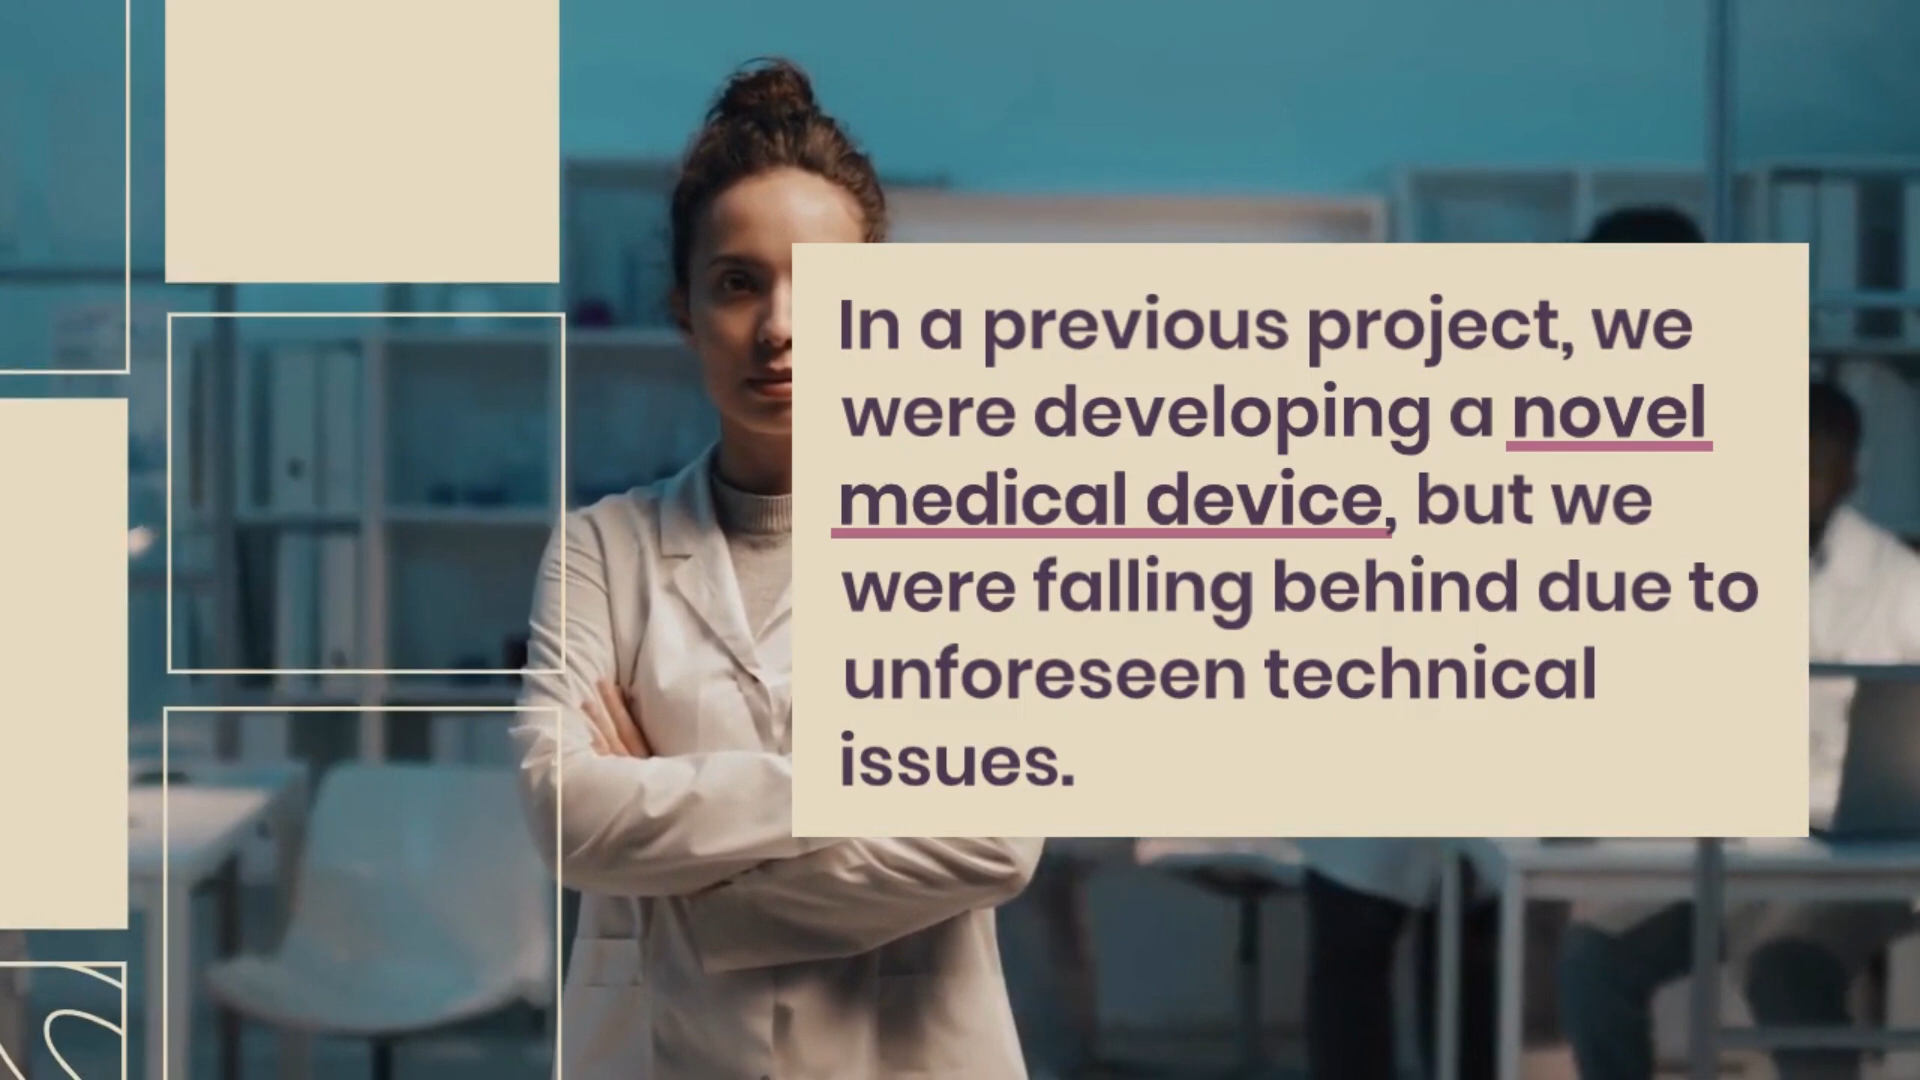 In a previous project, we
were developing a novel
medical device, but we
were falling behind due to
unforeseen technical
issues.